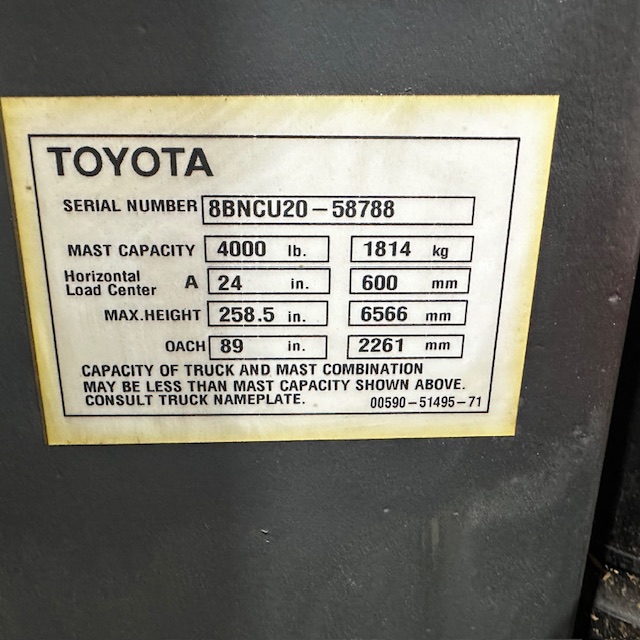 TOYOTA
SERIAL NUMBER 8BNCU20-58788
MAST CAPACITY 4000 lb. 1814 kg
Horizontal
Load Center A 24 in. 600 mm
MAX.HEIGHT 258.5 in. 6566 mm
OACH 89 in. 2261 mm
CAPACITY OF TRUCK AND MAST COMBINATION
MAY BE LESS THAN MAST CAPACITY SHOWN ABOVE.
CONSULT TRUCK NAMEPLATE. 00590-51495-71